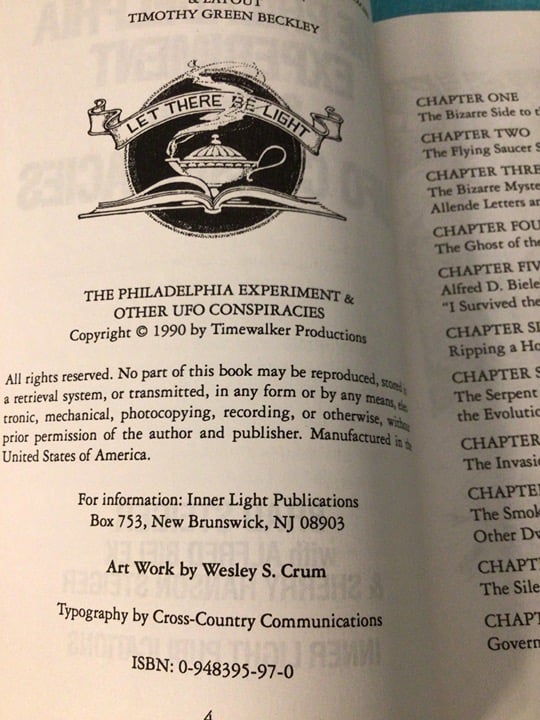 & LAYOUT
TIMOTHY GREEN BECKLEY
LET THERE BE LIGHT
THE PHILADELPHIA EXPERIMENT &
OTHER UFO CONSPIRACIES
Copyright © 1990 by Timewalker Productions
All rights reserved. No part of this book may be reproduced, stored in
a retrieval system, or transmitted, in any form or by any means, elec
tronic, mechanical, photocopying, recording, or otherwise, without
prior permission of the author and publisher. Manufactured in the
United States of America.
For information: Inner Light Publications
Box 753, New Brunswick, NJ 08903
Art Work by Wesley S. Crum
Typography by Cross-Country Communications
ISBN: 0-948395-97-0
4
CHAPTER ONE
The Bizarre Side to t
CHAPTER TWO
The Flying Saucer S
CHAPTER THRE
The Bizarre Myste
Allende Letters an
CHAPTER FOU
The Ghost of the
CHAPTER FIV
Alfred D. Biele
"I Survived the
CHAPTER SI
Ripping a Ho
CHAPTER S
The Serpent
the Evolutio
CHAPTER
The Invasio
CHAPTE
The Smok
Other Dw
CHAPT
The Sile
CHAPT
Govern